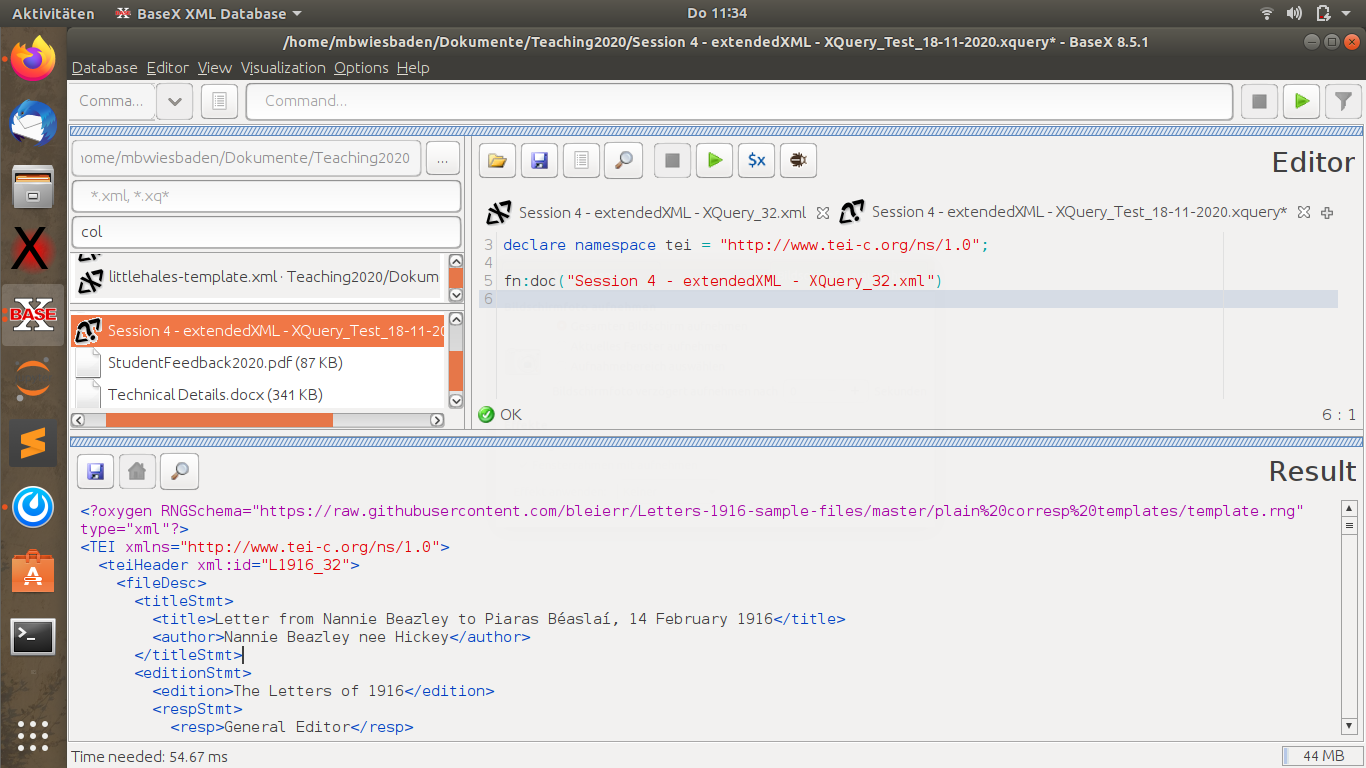 Aktivitäten
BaseX XML Database
Do 11:34
/home/mbwiesbaden/Dokumente/Teaching2020/Session 4 - extendedXML - XQuery_Test_18-11-2020.xquery* - BaseX 8.5.1
Database Editor View Visualization Options Help
Comma...
Command...
home/mbwiesbaden/Dokumente/Teaching2020
...
*.xml, *.xq*
col
littlehales-template.xml · Teaching2020/Dokum
Session 4 - extendedXML - XQuery_Test_18-11-20
StudentFeedback2020.pdf (87 KB)
Technical Details.docx (341 KB)
$x
Editor
Session 4 - extendedXML - XQuery_32.xml
Session 4 - extendedXML - XQuery_Test_18-11-2020.xquery*
3 declare namespace tei = "http://www.tei-c.org/ns/1.0";
4
5 fn:doc("Session 4 - extendedXML - XQuery_32.xml")
6
OK
6 : 1
Result
<?oxygen RNGSchema="https://raw.githubusercontent.com/bleierr/Letters-1916-sample-files/master/plain%20corresp%20templates/template.rng"
type="xml"?>
<TEI xmlns="http://www.tei-c.org/ns/1.0">
<teiHeader xml:id="L1916_32">
<fileDesc>
<titleStmt>
<title>Letter from Nannie Beazley to Piaras Béaslaí, 14 February 1916</title>
<author>Nannie Beazley nee Hickey</author>
</titleStmt>
<editionStmt>
<edition>The Letters of 1916</edition>
<respStmt>
<resp>General Editor</resp>
Time needed: 54.67 ms
44 MB
X
BASE
>_